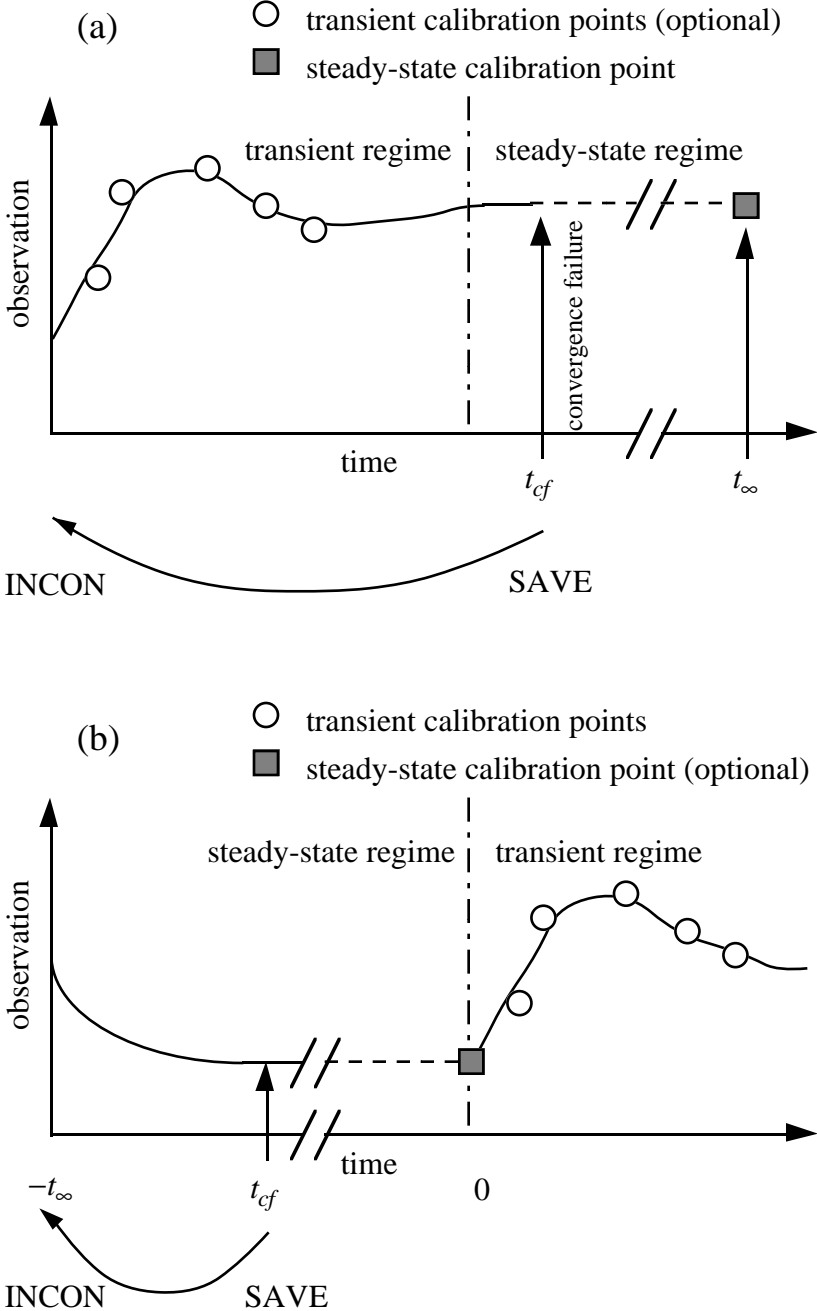 (a)
transient calibration points (optional)
steady-state calibration point
transient regime
steady-state regime
observation
convergence failure
time
t_cf
t_∞
INCON
SAVE
(b)
transient calibration points
steady-state calibration point (optional)
steady-state regime
transient regime
observation
time
−t_∞
t_cf
0
INCON
SAVE